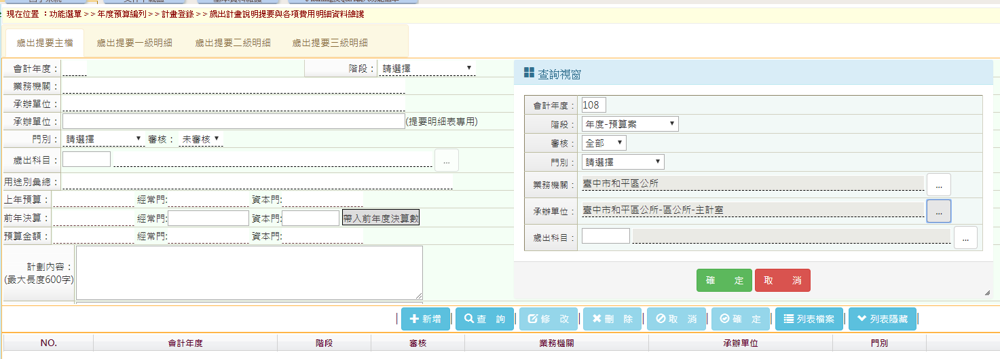 現在位置 ：功能選單 > > 年度預算編列 > > 計畫登錄 > > 歲出計畫說明提要與各項費用明細資料維護
歲出提要主檔 歲出提要一級明細 歲出提要二級明細 歲出提要三級明細
會計年度： 階段： 請選擇
業務機關：
承辦單位：
承辦單位： (提要明細表專用)
門別： 請選擇 審核： 未審核
歲出科目： ...
用途別彙總：
上年預算： 經常門: 資本門:
前年決算： 經常門: 資本門: 帶入前年度決算數
預算金額： 經常門: 資本門:
計劃內容：
(最大長度600字)
查詢視窗
會計年度： 108
階段： 年度-預算案
審核： 全部
門別： 請選擇
業務機關： 臺中市和平區公所 ...
承辦單位： 臺中市和平區公所-區公所-主計室 ...
歲出科目： ...
確 定 取 消
| 新增 | 查 詢 | 修 改 | 刪 除 | 取 消 | 確 定 | 列表檔案 | 列表隱藏 |
NO. 會計年度 階段 審核 業務機關 承辦單位 門別